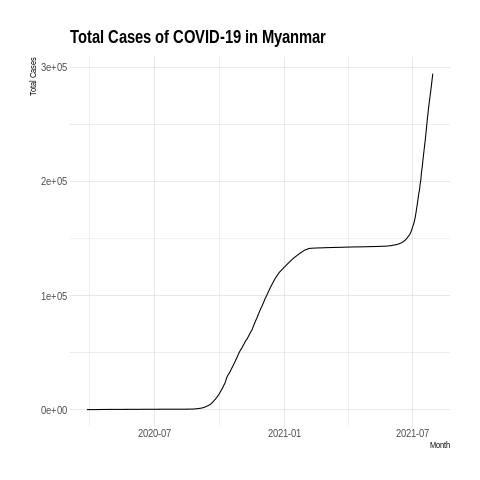 Total Cases of COVID-19 in Myanmar
Total Cases
3e+05
2e+05
1e+05
0e+00
2020-07
2021-01
2021-07
Month